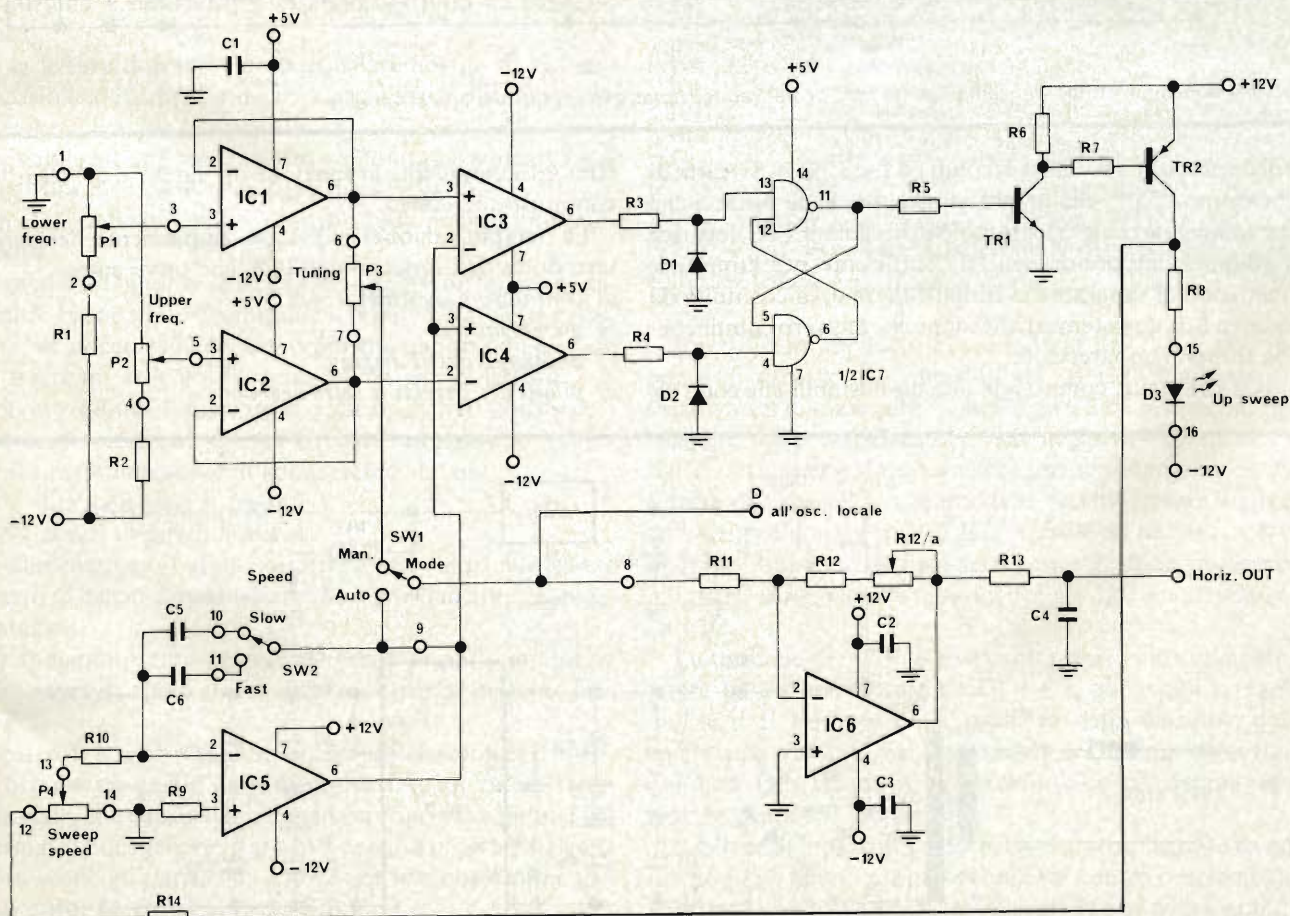 +5V
C1
-12V
+5V
+12V
1
2
7
6
IC1
Lower freq.
P1
3
3
+
4
6
-12V
2
Tuning
P3
+5V
R1
Upper freq.
P2
5
3
7
IC2
6
7
2
4
4
R2
-12V
-12V
4
3
6
IC3
2
7
+5V
3
7
IC4
6
2
4
-12V
R3
D1
R4
D2
14
13
11
12
5
6
4
7
1/2 IC7
R5
R6
R7
TR1
TR2
R8
15
D3
Up sweep
16
-12V
D
all'osc. locale
SW1
Man.
Mode
Auto
8
R11
R12
R12/a
R13
Horiz. OUT
C4
Speed
C5
10
Slow
9
11
Fast
SW2
C6
+12V
C2
2
7
IC6
6
3
4
C3
-12V
R10
2
7
+12V
13
IC5
6
P4
14
R9
3
4
12
Sweep speed
-12V
R14